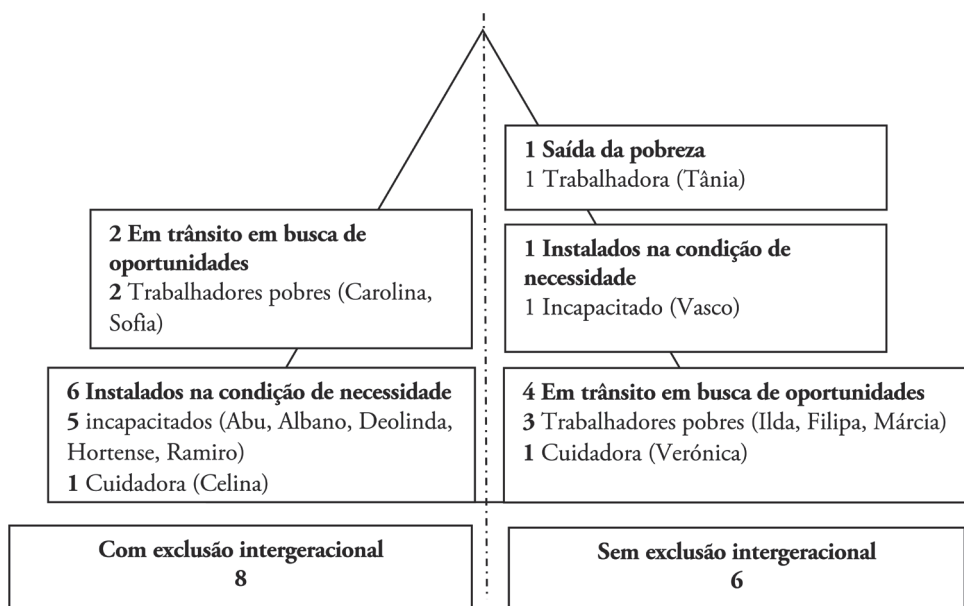 2 Em trânsito em busca de
oportunidades
2 Trabalhadores pobres (Carolina,
Sofia)
6 Instalados na condição de necessidade
5 incapacitados (Abu, Albano, Deolinda,
Hortense, Ramiro)
1 Cuidadora (Celina)
Com exclusão intergeracional
8
1 Saída da pobreza
1 Trabalhadora (Tânia)
1 Instalados na condição de
necessidade
1 Incapacitado (Vasco)
4 Em trânsito em busca de oportunidades
3 Trabalhadores pobres (Ilda, Filipa, Márcia)
1 Cuidadora (Verónica)
Sem exclusão intergeracional
6